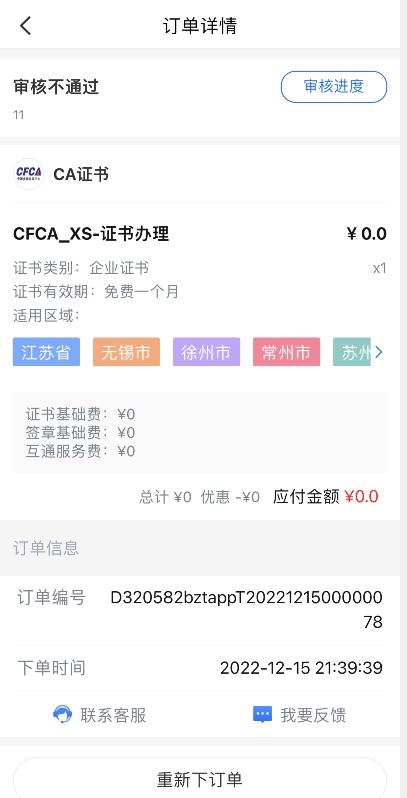 订单详情
审核不通过
审核进度
11
CFCA
CA证书
CFCA_XS-证书办理
¥ 0.0
证书类别：企业证书
x1
证书有效期：免费一个月
适用区域：
江苏省 无锡市 徐州市 常州市 苏州
证书基础费：¥0
签章基础费：¥0
互通服务费：¥0
总计 ¥0 优惠 -¥0 应付金额 ¥0.0
订单信息
订单编号 D320582bztappT20221215000000
78
下单时间 2022-12-15 21:39:39
联系客服 我要反馈
重新下订单